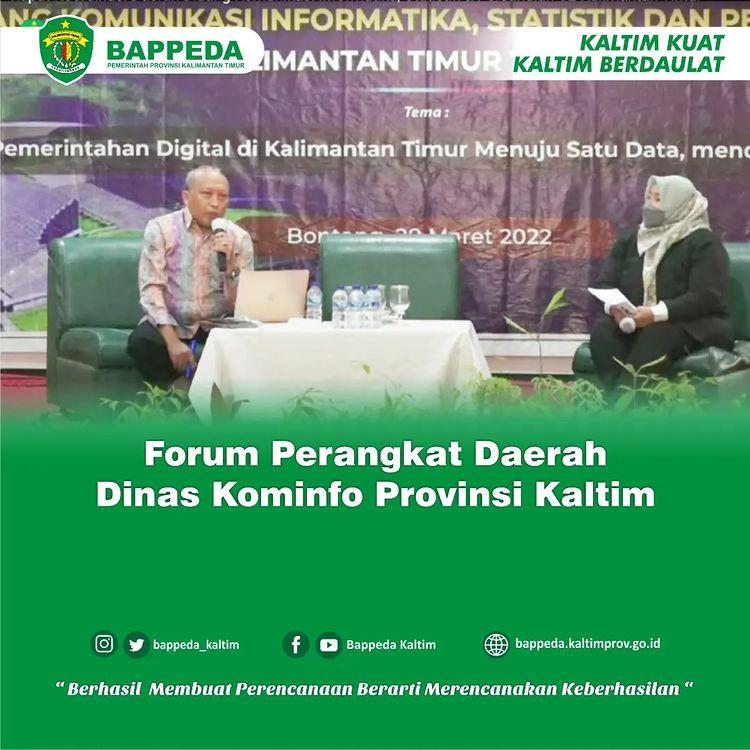 BAPPEDA
PEMERINTAH PROVINSI KALIMANTAN TIMUR
KALTIM KUAT
KALTIM BERDAULAT
KOMUNIKASI INFORMATIKA, STATISTIK DAN
KALIMANTAN TIMUR
Tema :
Pemerintahan Digital di Kalimantan Timur Menuju Satu Data,
Bontang, 29 Maret 2022
Forum Perangkat Daerah
Dinas Kominfo Provinsi Kaltim
bappeda_kaltim
Bappeda Kaltim
bappeda.kaltimprov.go.id
“ Berhasil Membuat Perencanaan Berarti Merencanakan Keberhasilan “